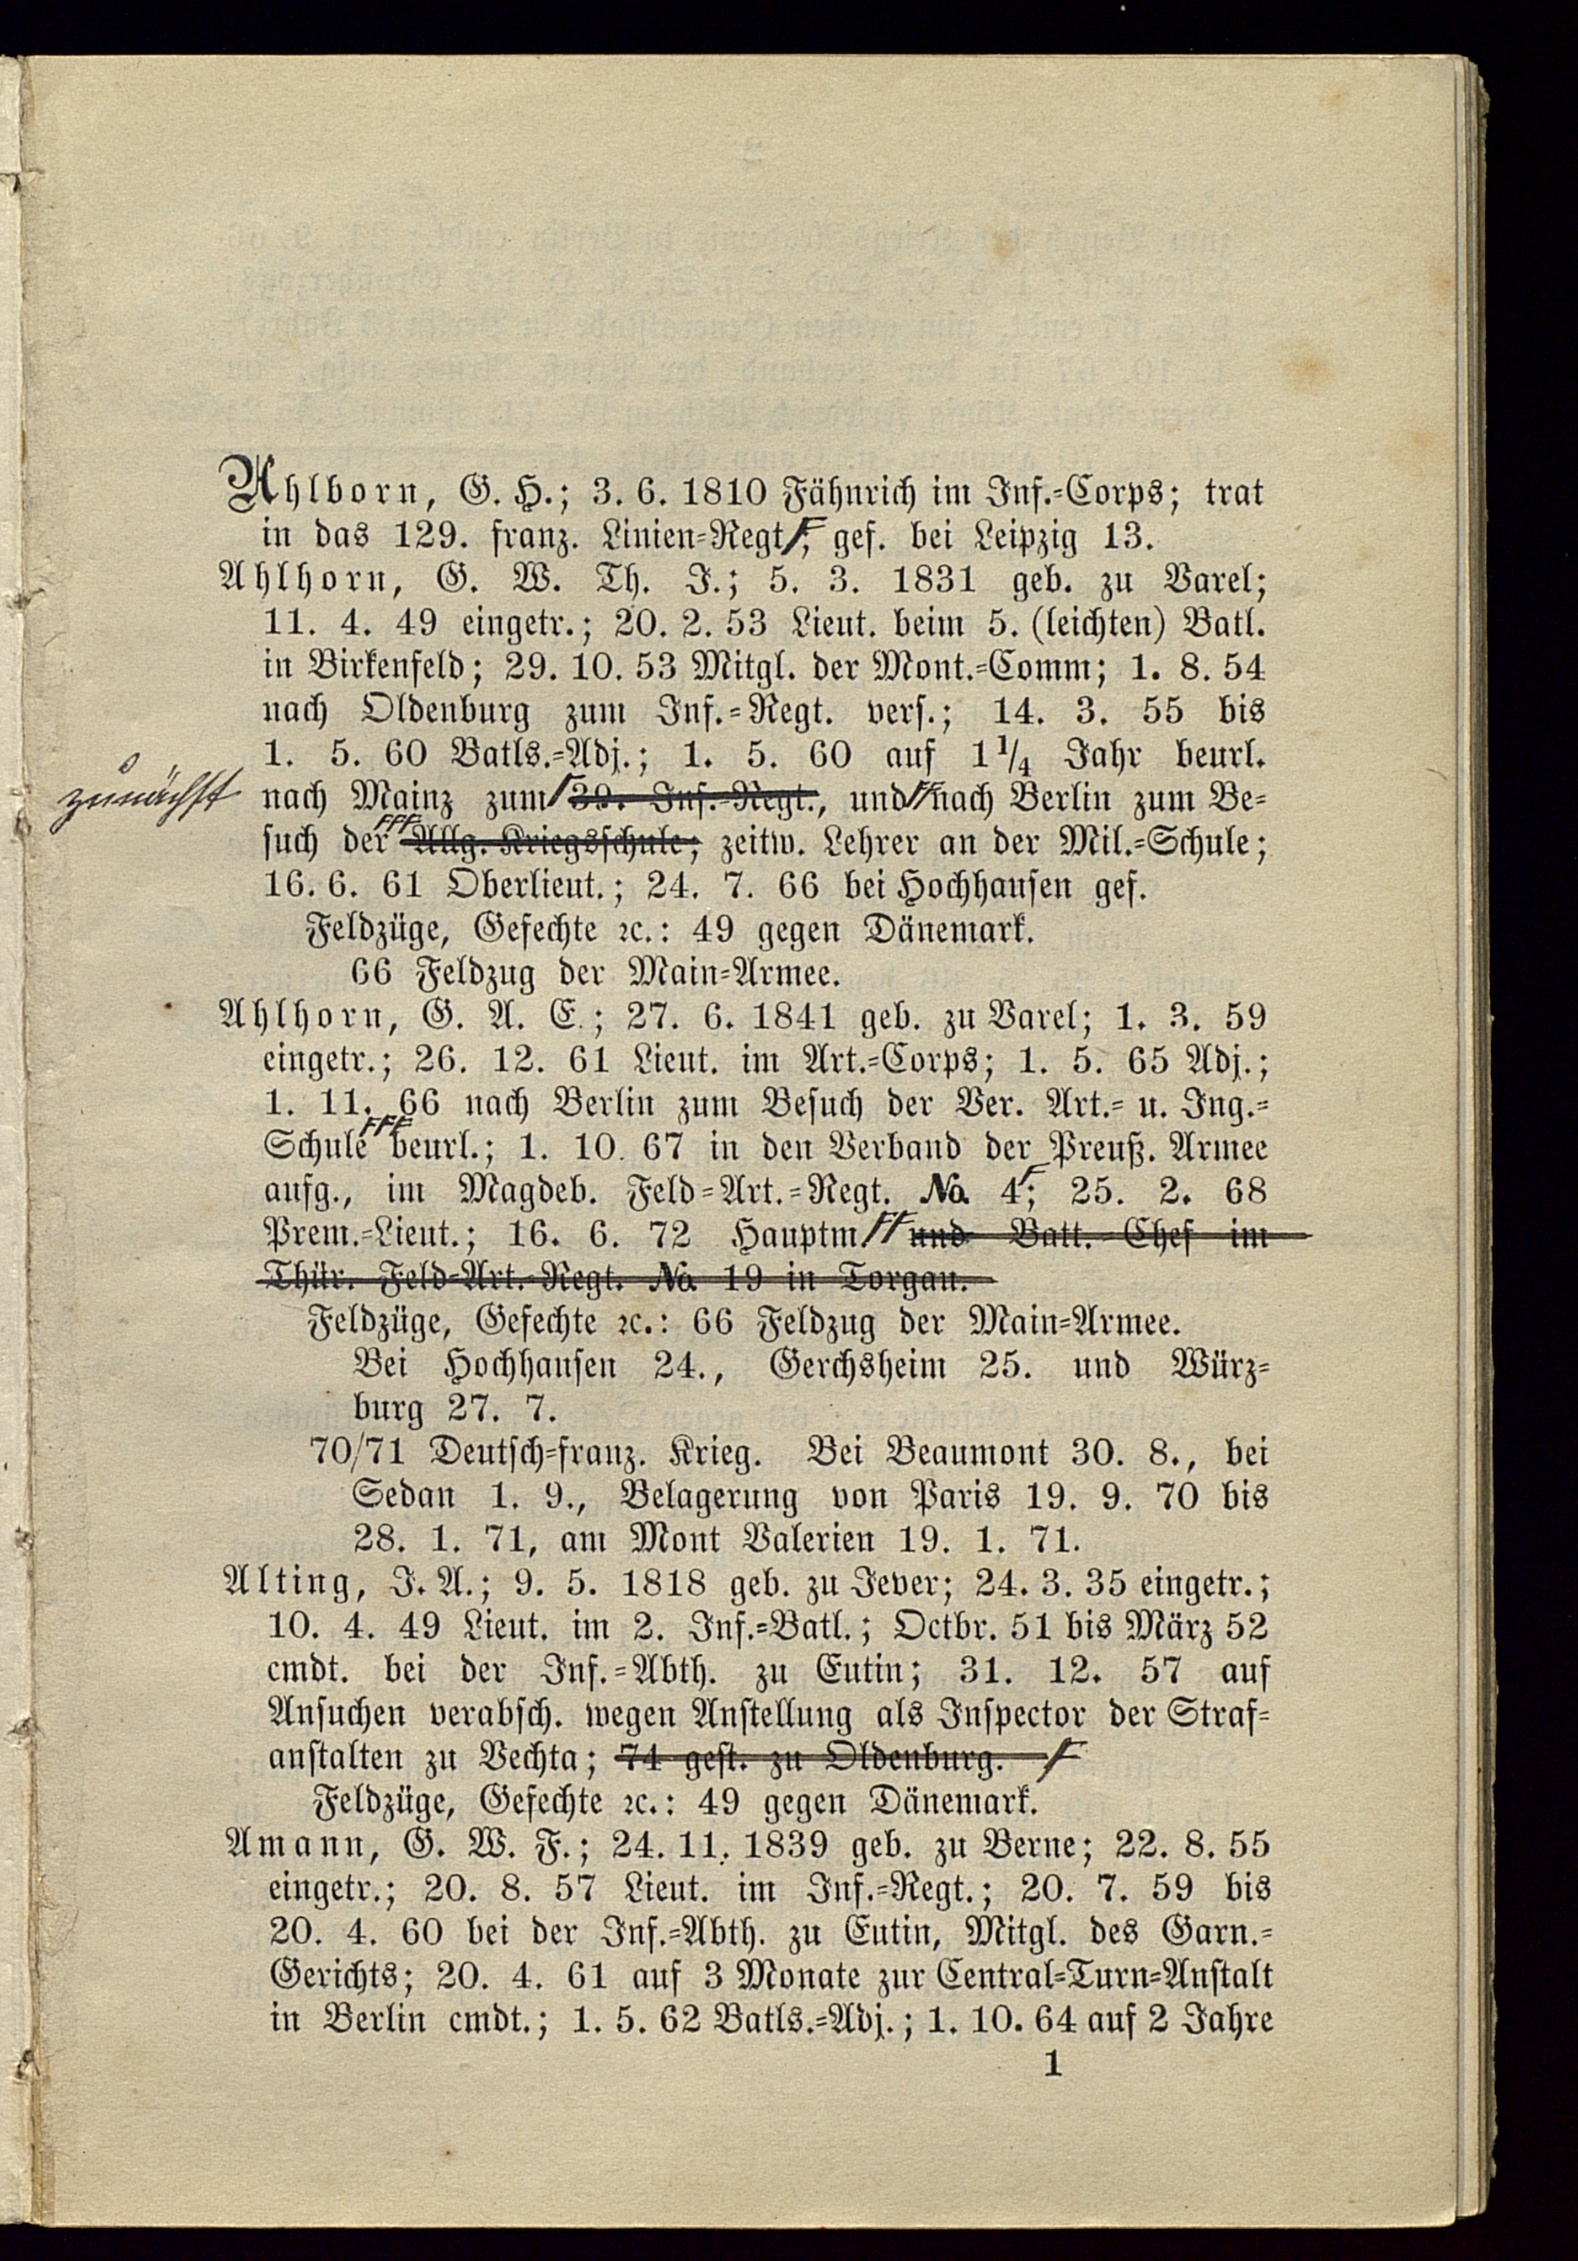 Ahlborn, G. H.; 3. 6. 1810 Fähnrich im Inf.-Corps; trat
in das 129. franz. Linien-Regt.; gef. bei Leipzig 13.
Ahlhorn, G. W. Th. J.; 5. 3. 1831 geb. zu Varel;
11. 4. 49 eingetr.; 20. 2. 53 Lieut. beim 5. (leichten) Batl.
in Birkenfeld; 29. 10. 53 Mitgl. der Mont.-Comm; 1. 8. 54
nach Oldenburg zum Inf.-Regt. vers.; 14. 3. 55 bis
1. 5. 60 Batls.-Adj.; 1. 5. 60 auf 1 1/4 Jahr beurl.
zunächst
nach Mainz zum 39. Inf.-Regt., und nach Berlin zum Be-
such der Allg. Kriegsschule; zeitw. Lehrer an der Mil.-Schule;
16. 6. 61 Oberlieut.; 24. 7. 66 bei Hochhausen gef.
Feldzüge, Gefechte ꝛc.: 49 gegen Dänemark.
66 Feldzug der Main-Armee.
Ahlhorn, G. A. E.; 27. 6. 1841 geb. zu Varel; 1. 3. 59
eingetr.; 26. 12. 61 Lieut. im Art.-Corps; 1. 5. 65 Adj.;
1. 11. 66 nach Berlin zum Besuch der Ver. Art.- u. Ing.-
Schule beurl.; 1. 10. 67 in den Verband der Preuß. Armee
aufg., im Magdeb. Feld-Art.-Regt. No. 4; 25. 2. 68
Prem.-Lieut.; 16. 6. 72 Hauptm. und Batt.-Chef im
Thür. Feld-Art.-Regt. No. 19 in Torgau.
Feldzüge, Gefechte ꝛc.: 66 Feldzug der Main-Armee.
Bei Hochhausen 24., Gerchsheim 25. und Würz-
burg 27. 7.
70/71 Deutsch-franz. Krieg. Bei Beaumont 30. 8., bei
Sedan 1. 9., Belagerung von Paris 19. 9. 70 bis
28. 1. 71, am Mont Valerien 19. 1. 71.
Alting, J. A.; 9. 5. 1818 geb. zu Jever; 24. 3. 35 eingetr.;
10. 4. 49 Lieut. im 2. Inf.-Batl.; Octbr. 51 bis März 52
cmdt. bei der Inf.-Abth. zu Eutin; 31. 12. 57 auf
Ansuchen verabsch. wegen Anstellung als Inspector der Straf-
anstalten zu Vechta; 74 gest. zu Oldenburg.
Feldzüge, Gefechte ꝛc.: 49 gegen Dänemark.
Amann, G. W. F.; 24. 11. 1839 geb. zu Berne; 22. 8. 55
eingetr.; 20. 8. 57 Lieut. im Inf.-Regt.; 20. 7. 59 bis
20. 4. 60 bei der Inf.-Abth. zu Eutin, Mitgl. des Garn.-
Gerichts; 20. 4. 61 auf 3 Monate zur Central-Turn-Anstalt
in Berlin cmdt.; 1. 5. 62 Batls.-Adj.; 1. 10. 64 auf 2 Jahre
1